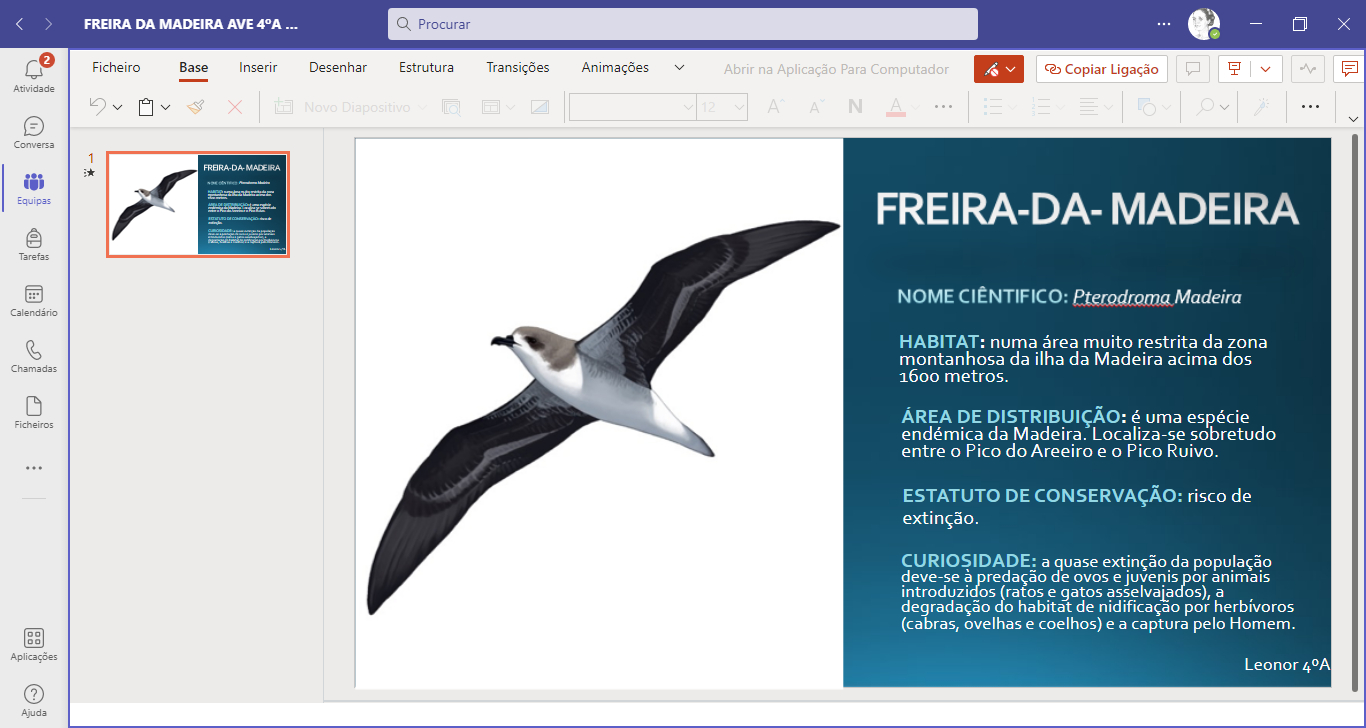 FREIRA DA MADEIRA AVE 4ºA ...
Procurar
2
Atividade
Conversa
Equipas
Tarefas
Calendário
Chamadas
Ficheiros
Aplicações
Ajuda
Ficheiro Base Inserir Desenhar Estrutura Transições Animações Abrir na Aplicação Para Computador Copiar Ligação
Novo Diapositivo 12 A A N A
1
FREIRA-DA- MADEIRA
NOME CIÊNTIFICO: Pterodroma Madeira
HABITAT: numa área muito restrita da zona
montanhosa da ilha da Madeira acima dos
1600 metros.
ÁREA DE DISTRIBUIÇÃO: é uma espécie
endémica da Madeira. Localiza-se sobretudo
entre o Pico do Areeiro e o Pico Ruivo.
ESTATUTO DE CONSERVAÇÃO: risco de
extinção.
CURIOSIDADE: a quase extinção da população
deve-se à predação de ovos e juvenis por animais
introduzidos (ratos e gatos asselvajados), a
degradação do habitat de nidificação por herbívoros
(cabras, ovelhas e coelhos) e a captura pelo Homem.
Leonor 4ºA